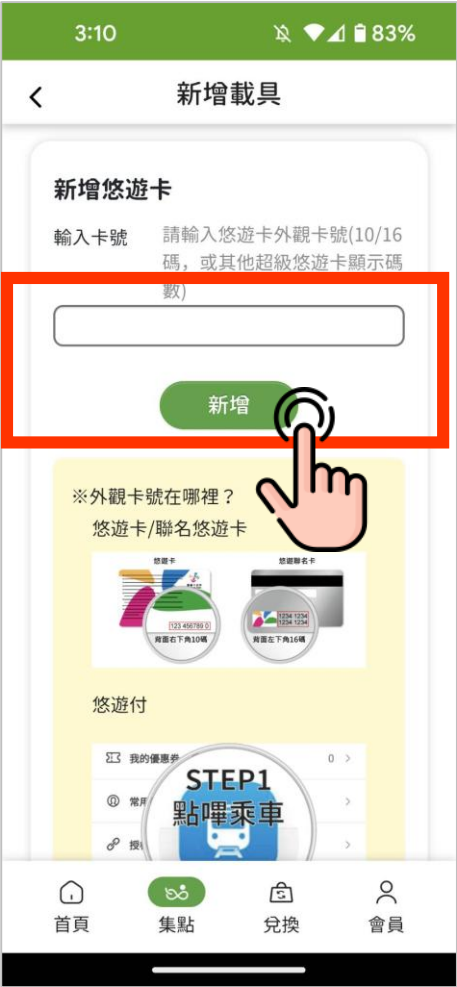 3:10
83%
新增載具
新增悠遊卡
輸入卡號
請輸入悠遊卡外觀卡號(10/16
碼，或其他超級悠遊卡顯示碼
數)
新增
※外觀卡號在哪裡？
悠遊卡/聯名悠遊卡
悠遊卡
悠遊聯名卡
123 456789 0
背面右下角10碼
1234 1234
1234 1234
背面左下角16碼
悠遊付
我的優惠券
0
常用
STEP1
點嗶乘車
首頁
集點
兌換
會員